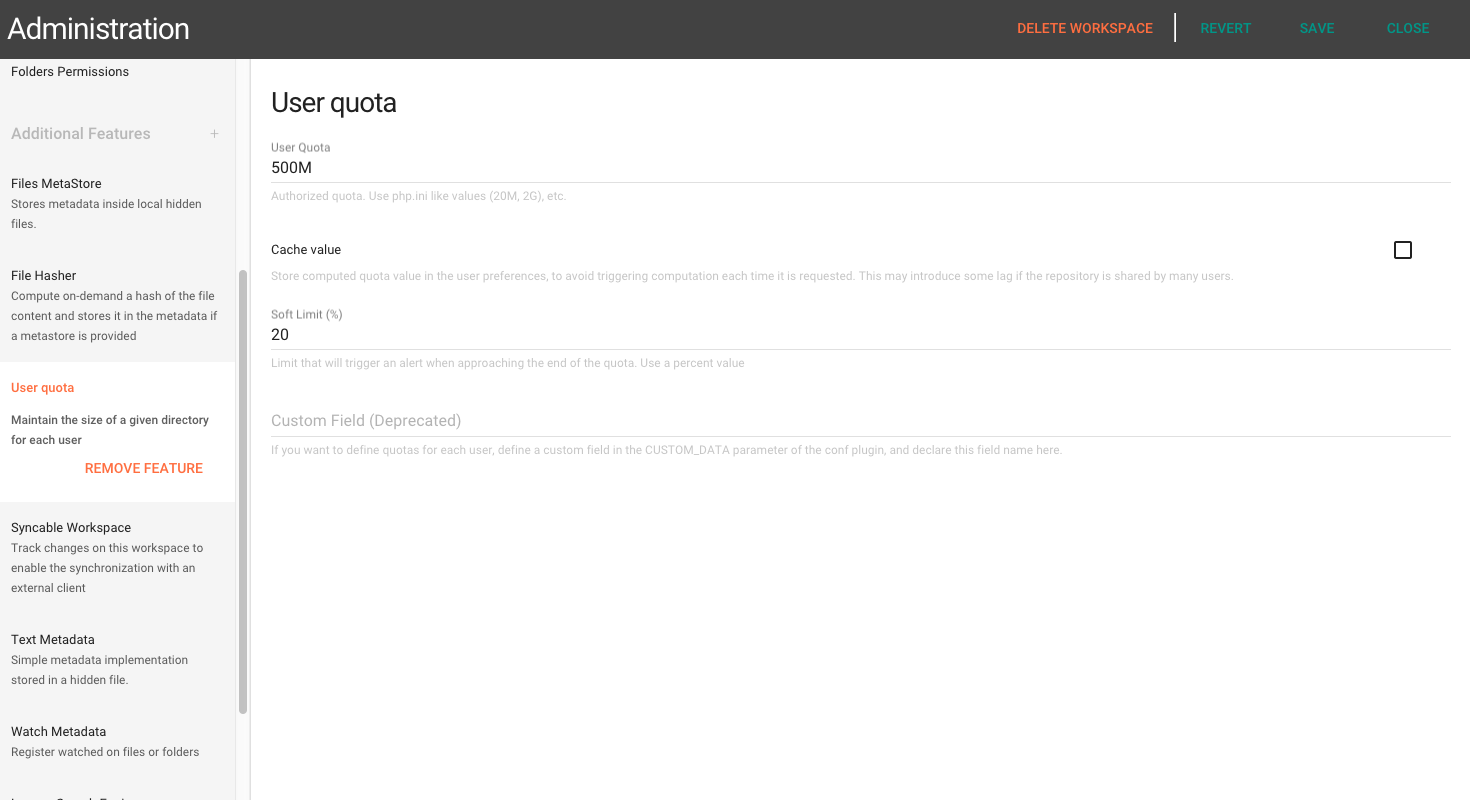 Administration
DELETE WORKSPACE
REVERT
SAVE
CLOSE
Folders Permissions
Additional Features +
Files MetaStore
Stores metadata inside local hidden
files.
File Hasher
Compute on-demand a hash of the file
content and stores it in the metadata if
a metastore is provided
User quota
Maintain the size of a given directory
for each user
REMOVE FEATURE
Syncable Workspace
Track changes on this workspace to
enable the synchronization with an
external client
Text Metadata
Simple metadata implementation
stored in a hidden file.
Watch Metadata
Register watched on files or folders
User quota
User Quota
500M
Authorized quota. Use php.ini like values (20M, 2G), etc.
Cache value
Store computed quota value in the user preferences, to avoid triggering computation each time it is requested. This may introduce some lag if the repository is shared by many users.
Soft Limit (%)
20
Limit that will trigger an alert when approaching the end of the quota. Use a percent value
Custom Field (Deprecated)
If you want to define quotas for each user, define a custom field in the CUSTOM_DATA parameter of the conf plugin, and declare this field name here.